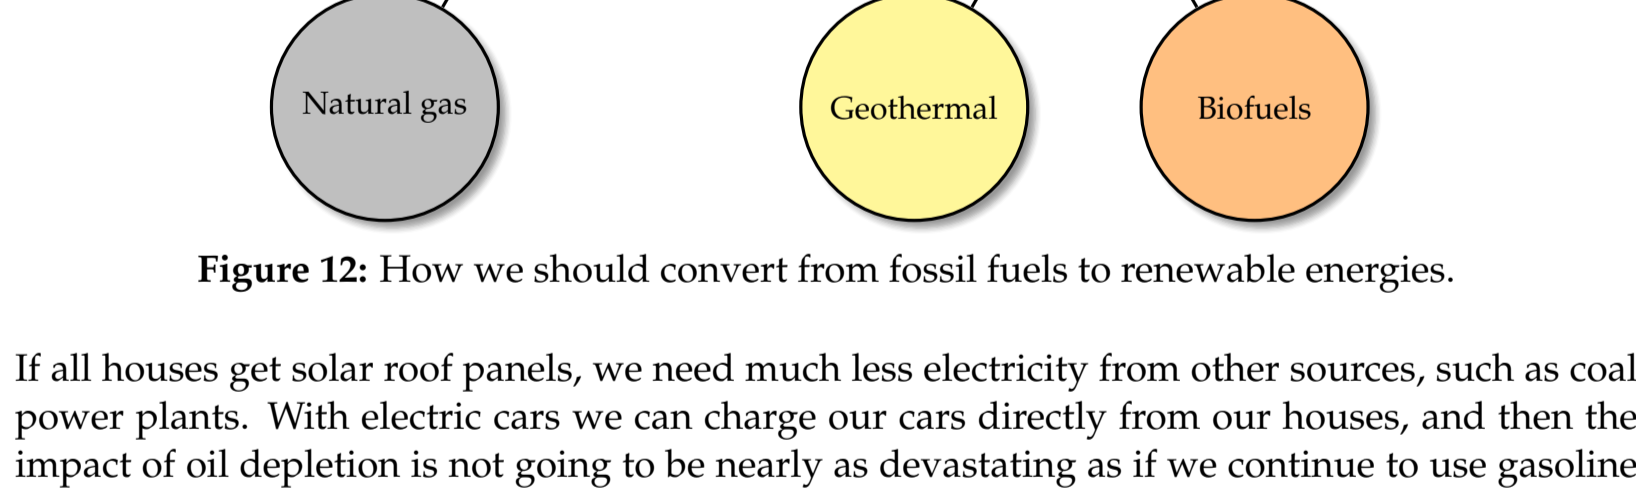 Natural gas
Geothermal
Biofuels
Figure 12: How we should convert from fossil fuels to renewable energies.
If all houses get solar roof panels, we need much less electricity from other sources, such as coal
power plants. With electric cars we can charge our cars directly from our houses, and then the
impact of oil depletion is not going to be nearly as devastating as if we continue to use gasoline